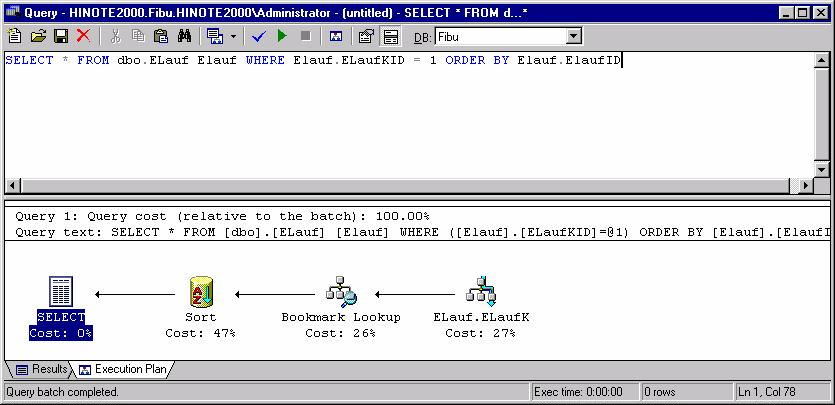 Query - HINOTE2000.Fibu.HINOTE2000\Administrator - (untitled) - SELECT * FROM d...*
DB: Fibu
SELECT * FROM dbo.ELauf Elauf WHERE Elauf.ELaufKID = 1 ORDER BY Elauf.ElaufID
Query 1: Query cost (relative to the batch): 100.00%
Query text: SELECT * FROM [dbo].[ELauf] [Elauf] WHERE ([Elauf].[ELaufKID]=@1) ORDER BY [Elauf].[ElaufI
SELECT Sort Bookmark Lookup ELauf.ELaufK
Cost: 0% Cost: 47% Cost: 26% Cost: 27%
Results Execution Plan
Query batch completed. Exec time: 0:00:00 0 rows Ln 1, Col 78